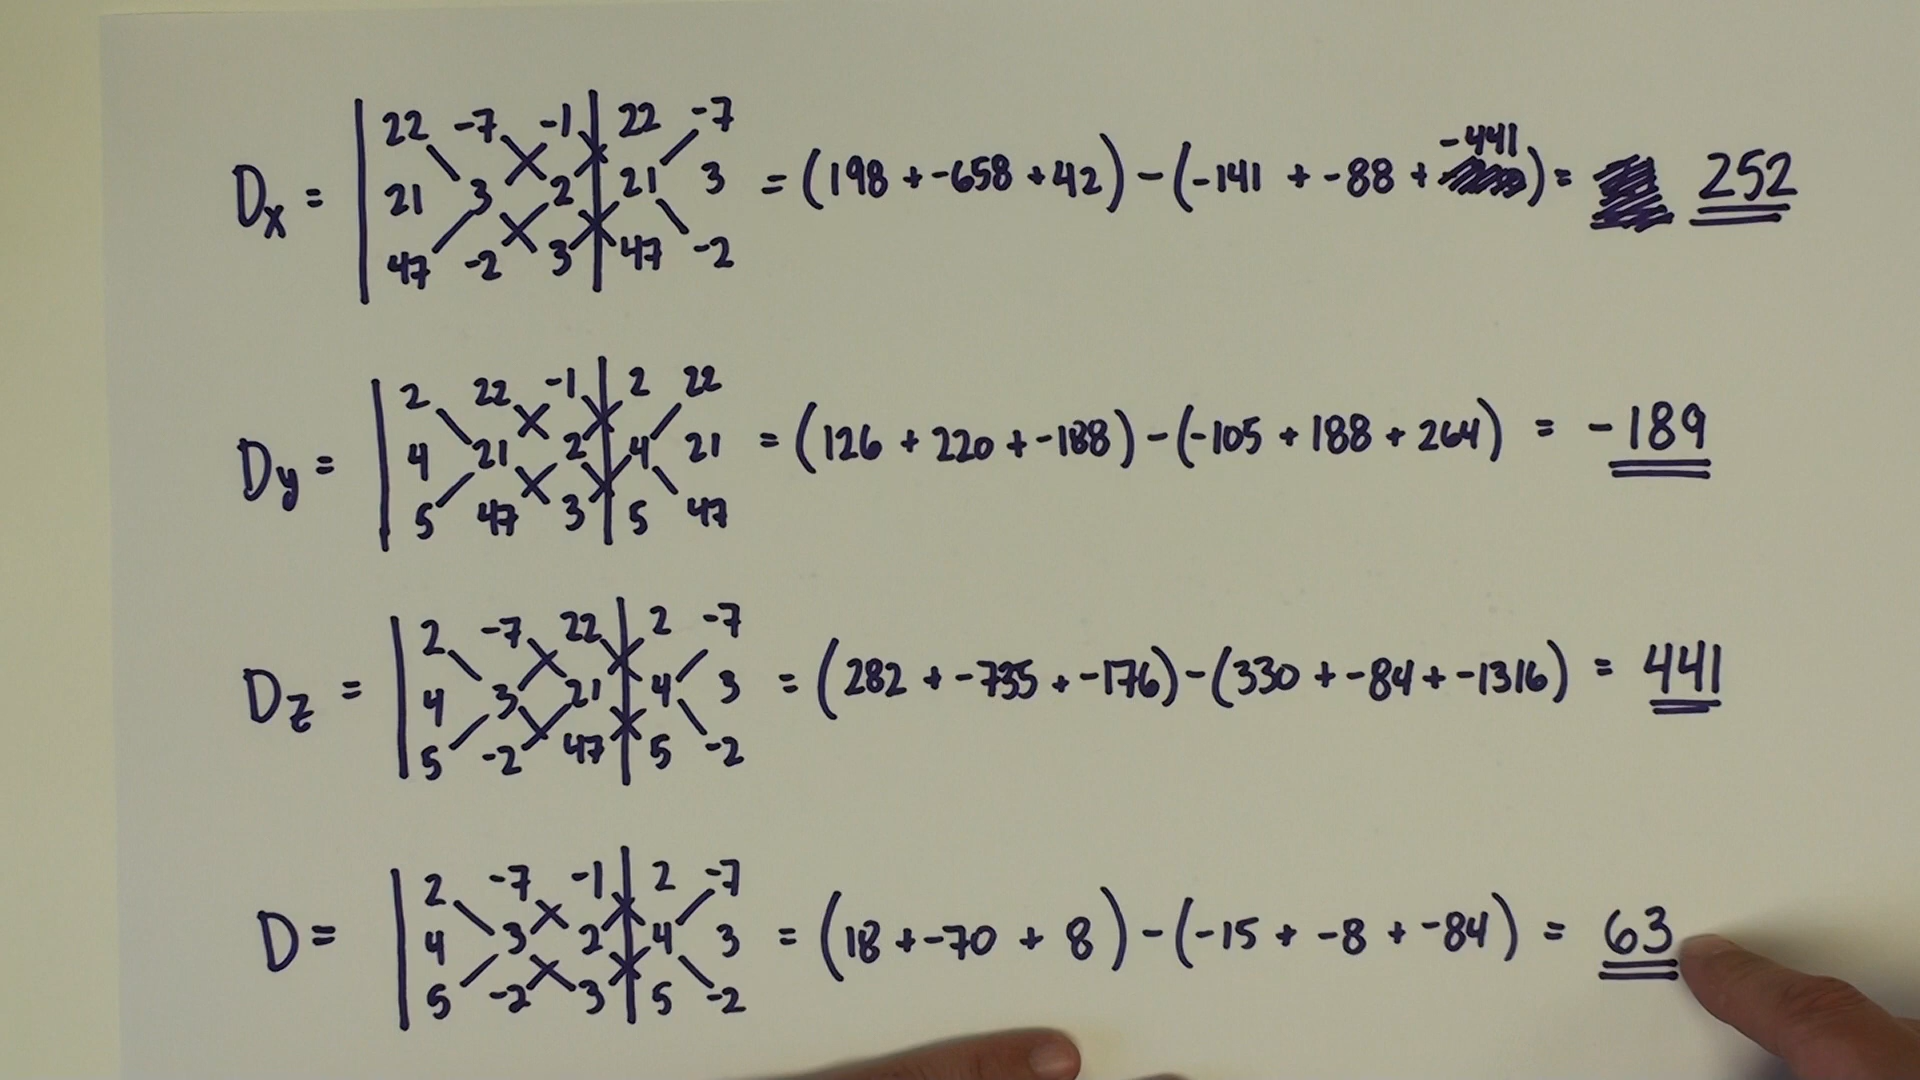 22 -7 -1 | 22 -7
Dx = | 21 3 2 | 21 3 = (198 + -658 + 42) - (-141 + -88 + -441) = 252
47 -2 3 | 47 -2
2 22 -1 | 2 22
Dy = | 4 21 2 | 4 21 = (126 + 220 + -188) - (-105 + 188 + 264) = -189
5 47 3 | 5 47
2 -7 22 | 2 -7
Dz = | 4 3 21 | 4 3 = (282 + -735 + -176) - (330 + -84 + -1316) = 441
5 -2 47 | 5 -2
2 -7 -1 | 2 -7
D = | 4 3 2 | 4 3 = (18 + -70 + 8) - (-15 + -8 + -84) = 63
5 -2 3 | 5 -2